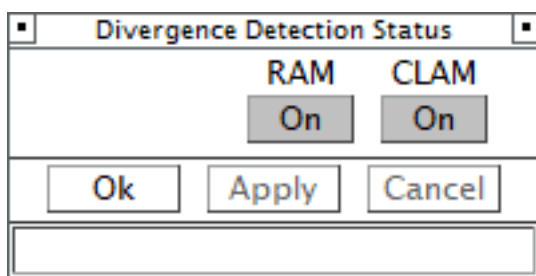 Divergence Detection Status
RAM CLAM
On On
Ok Apply Cancel